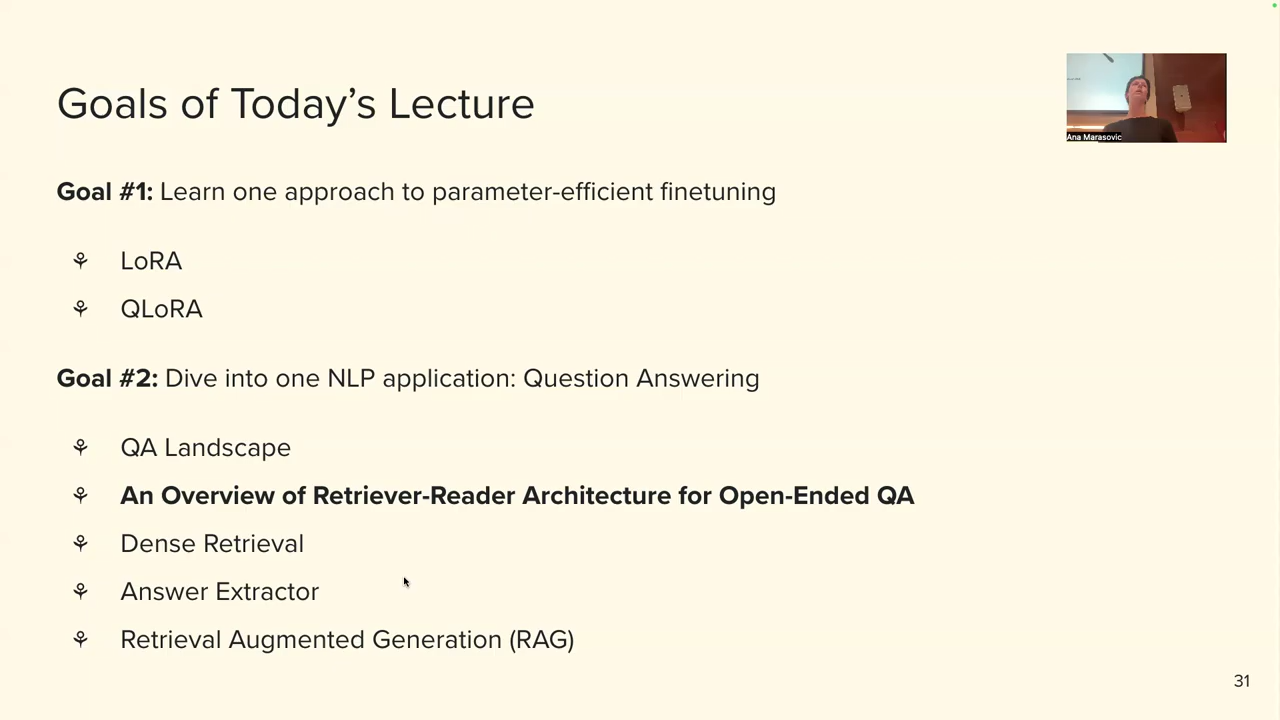 Goals of Today’s Lecture
Ana Marasovic
Goal #1: Learn one approach to parameter-efficient finetuning
⚘ LoRA
⚘ QLoRA
Goal #2: Dive into one NLP application: Question Answering
⚘ QA Landscape
⚘ An Overview of Retriever-Reader Architecture for Open-Ended QA
⚘ Dense Retrieval
⚘ Answer Extractor
⚘ Retrieval Augmented Generation (RAG)
31